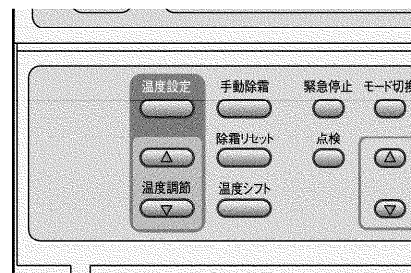 温度設定 手動除霜 緊急停止 モード切換
△ 除霜リセット 点検 △
温度調節 温度シフト
▽ ▽